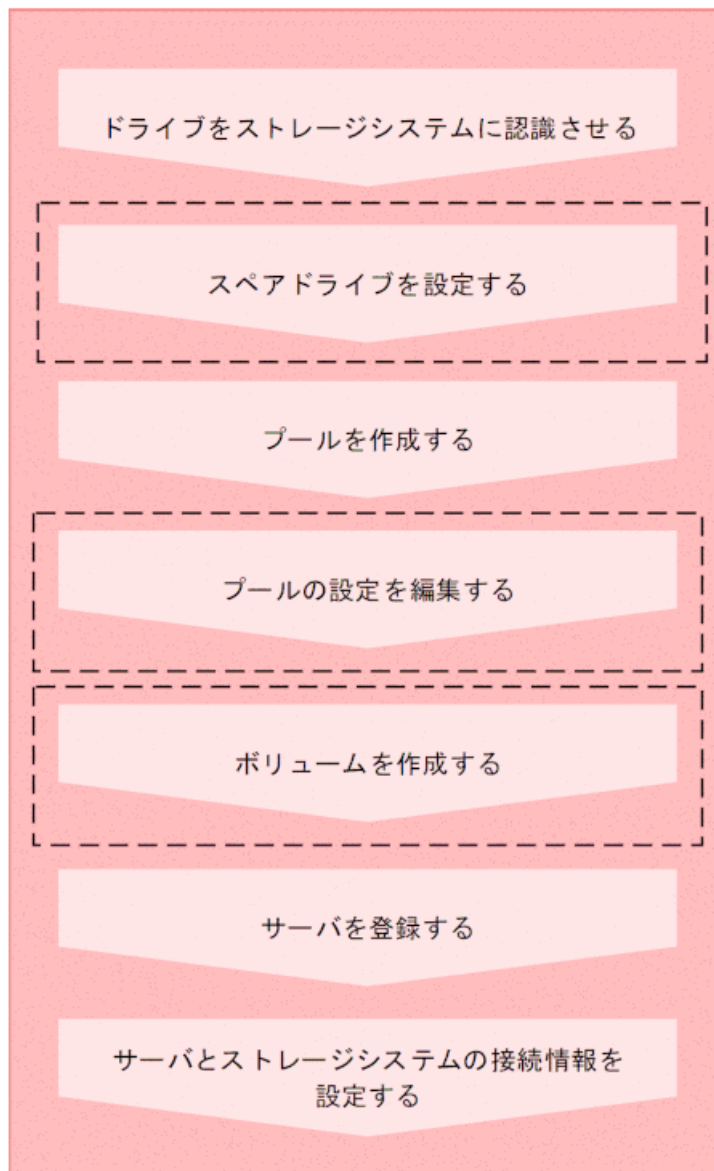 ドライブをストレージシステムに認識させる
スペアドライブを設定する
プールを作成する
プールの設定を編集する
ボリュームを作成する
サーバを登録する
サーバとストレージシステムの接続情報を
設定する